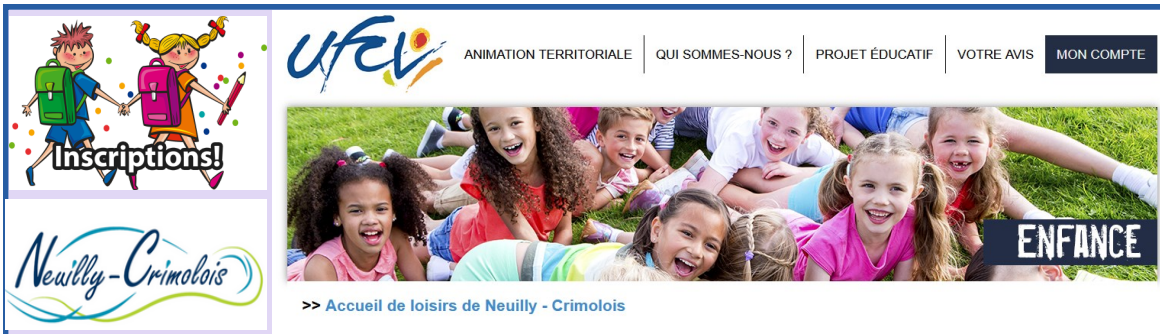 Inscriptions!
Neuilly-Crimolois
ufcv
ANIMATION TERRITORIALE
QUI SOMMES-NOUS ?
PROJET ÉDUCATIF
VOTRE AVIS
MON COMPTE
ENFANCE
>> Accueil de loisirs de Neuilly - Crimolois